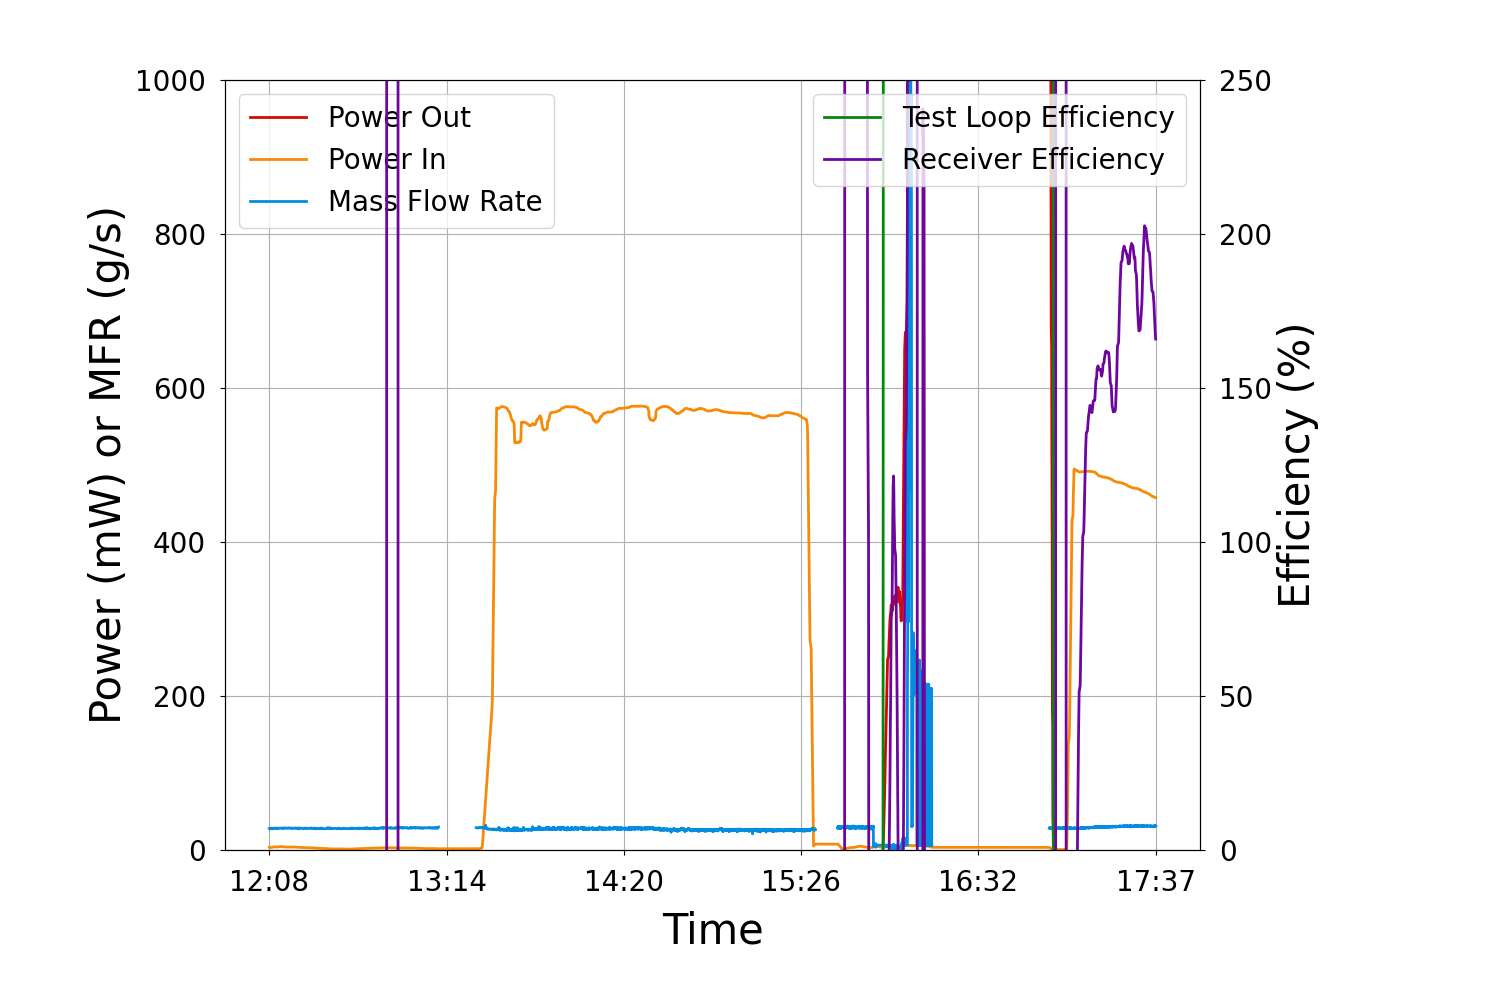 1000
800
600
400
200
0
Power (mW) or MFR (g/s)
Power Out
Power In
Mass Flow Rate
Test Loop Efficiency
Receiver Efficiency
250
200
150
100
50
0
Efficiency (%)
12:08 13:14 14:20 15:26 16:32 17:37
Time